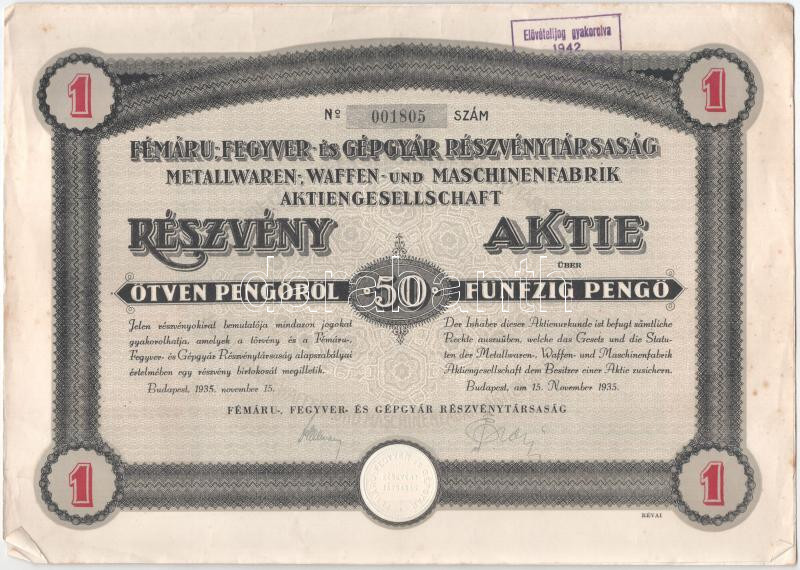 Elővételijog gyakorolva
1942
1
1
Nº 001805 SZÁM
FÉMÁRU-, FEGYVER- ÉS GÉPGYÁR RÉSZVÉNYTÁRSASÁG
METALLWAREN-, WAFFEN- UND MASCHINENFABRIK
AKTIENGESELLSCHAFT
RÉSZVÉNY
AKTIE
ÜBER
ÖTVEN PENGŐRŐL
50
FÜNFZIG PENGŐ
Jelen részvényokirat bemutatója mindazon jogokat
gyakorolhatja, amelyek a törvény és a Fémáru-,
Fegyver- és Gépgyár Részvénytársaság alapszabályai
értelmében egy részvény birtokosát megilletik.
Budapest, 1935. november 15.
Der Inhaber dieser Aktienurkunde ist befugt sämtliche
Rechte auszuüben, welche das Gesetz und die Statu-
ten der Metallwaren-, Waffen- und Maschinenfabrik
Aktiengesellschaft dem Besitzer einer Aktie zusichern.
Budapest, am 15. November 1935.
FÉMÁRU-, FEGYVER- ÉS GÉPGYÁR RÉSZVÉNYTÁRSASÁG
1
1
RÉVAI
darabanth.com